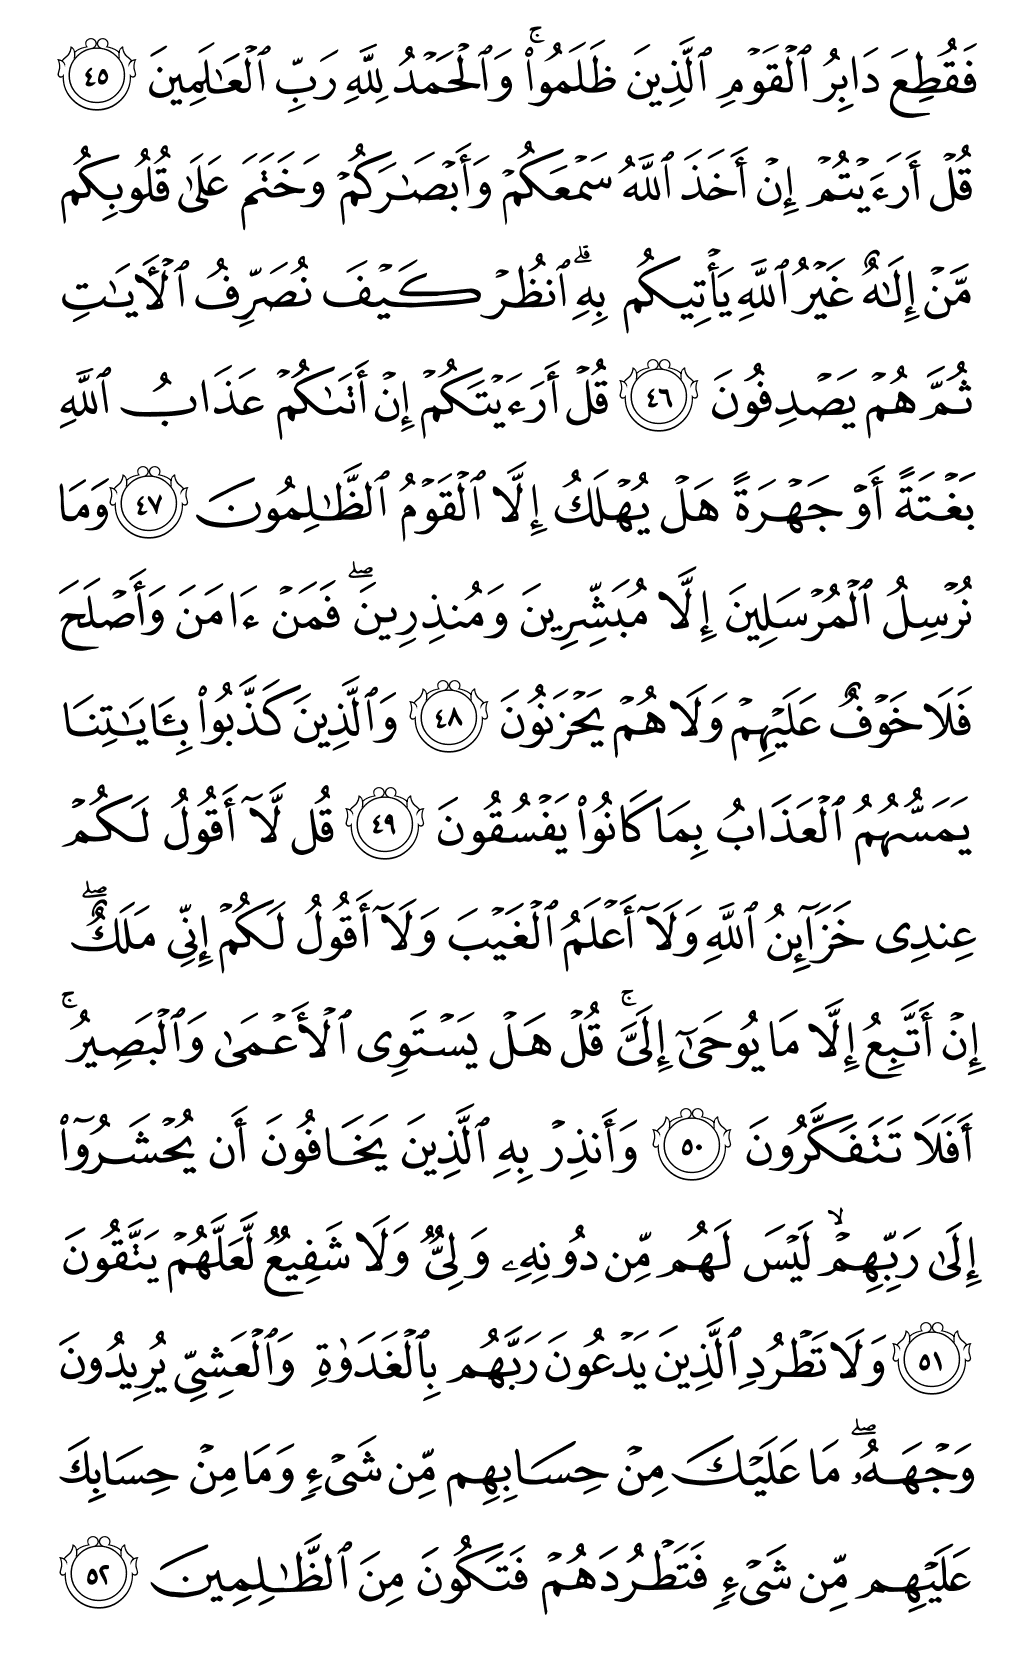 فَقُطِعَ دَابِرُ ٱلۡقَوۡمِ ٱلَّذِينَ ظَلَمُواْۚ وَٱلۡحَمۡدُ لِلَّهِ رَبِّ ٱلۡعَٰلَمِينَ ٤٥
قُلۡ أَرَءَيۡتُمۡ إِنۡ أَخَذَ ٱللَّهُ سَمۡعَكُمۡ وَأَبۡصَٰرَكُمۡ وَخَتَمَ عَلَىٰ قُلُوبِكُم
مَّنۡ إِلَٰهٌ غَيۡرُ ٱللَّهِ يَأۡتِيكُم بِهِۗ ٱنظُرۡ كَيۡفَ نُصَرِّفُ ٱلۡأٓيَٰتِ
ثُمَّ هُمۡ يَصۡدِفُونَ ٤٦ قُلۡ أَرَءَيۡتَكُمۡ إِنۡ أَتَىٰكُمۡ عَذَابُ ٱللَّهِ
بَغۡتَةً أَوۡ جَهۡرَةً هَلۡ يُهۡلَكُ إِلَّا ٱلۡقَوۡمُ ٱلظَّٰلِمُونَ ٤٧ وَمَا
نُرۡسِلُ ٱلۡمُرۡسَلِينَ إِلَّا مُبَشِّرِينَ وَمُنذِرِينَۖ فَمَنۡ ءَامَنَ وَأَصۡلَحَ
فَلَا خَوۡفٌ عَلَيۡهِمۡ وَلَا هُمۡ يَحۡزَنُونَ ٤٨ وَٱلَّذِينَ كَذَّبُواْ بِـَٔايَٰتِنَا
يَمَسُّهُمُ ٱلۡعَذَابُ بِمَا كَانُواْ يَفۡسُقُونَ ٤٩ قُل لَّآ أَقُولُ لَكُمۡ
عِندِي خَزَآئِنُ ٱللَّهِ وَلَآ أَعۡلَمُ ٱلۡغَيۡبَ وَلَآ أَقُولُ لَكُمۡ إِنِّي مَلَكٌۖ
إِنۡ أَتَّبِعُ إِلَّا مَا يُوحَىٰٓ إِلَيَّۚ قُلۡ هَلۡ يَسۡتَوِي ٱلۡأَعۡمَىٰ وَٱلۡبَصِيرُۚ
أَفَلَا تَتَفَكَّرُونَ ٥٠ وَأَنذِرۡ بِهِ ٱلَّذِينَ يَخَافُونَ أَن يُحۡشَرُوٓاْ
إِلَىٰ رَبِّهِمۡ لَيۡسَ لَهُم مِّن دُونِهِۦ وَلِيّٞ وَلَا شَفِيعٞ لَّعَلَّهُمۡ يَتَّقُونَ
٥١ وَلَا تَطۡرُدِ ٱلَّذِينَ يَدۡعُونَ رَبَّهُم بِٱلۡغَدَوٰةِ وَٱلۡعَشِيِّ يُرِيدُونَ
وَجۡهَهُۥۖ مَا عَلَيۡكَ مِنۡ حِسَابِهِم مِّن شَيۡءٖ وَمَا مِنۡ حِسَابِكَ
عَلَيۡهِم مِّن شَيۡءٖ فَتَطۡرُدَهُمۡ فَتَكُونَ مِنَ ٱلظَّٰلِمِينَ ٥٢